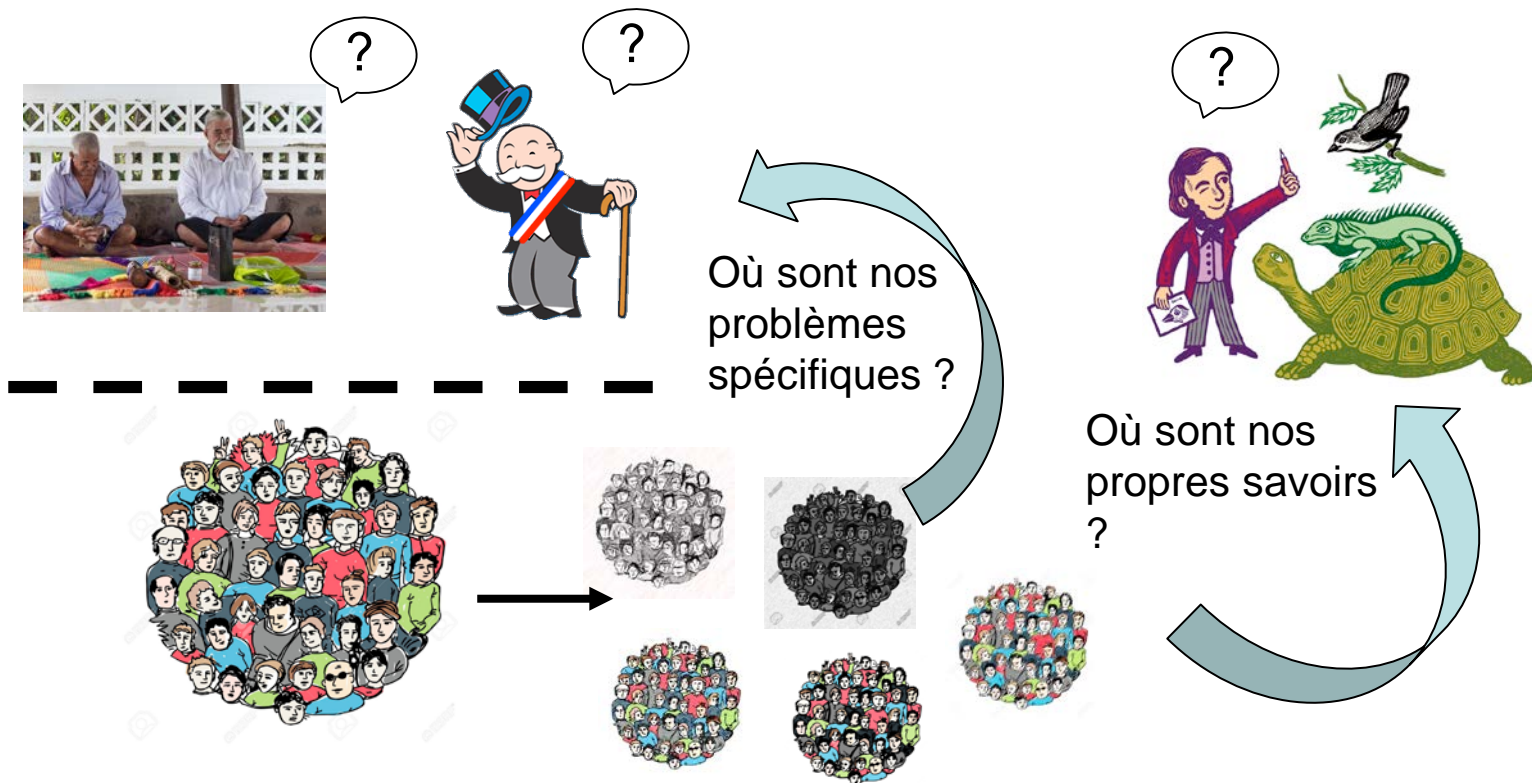 ?
?
?
Où sont nos
problèmes
spécifiques ?
Où sont nos
propres savoirs
?